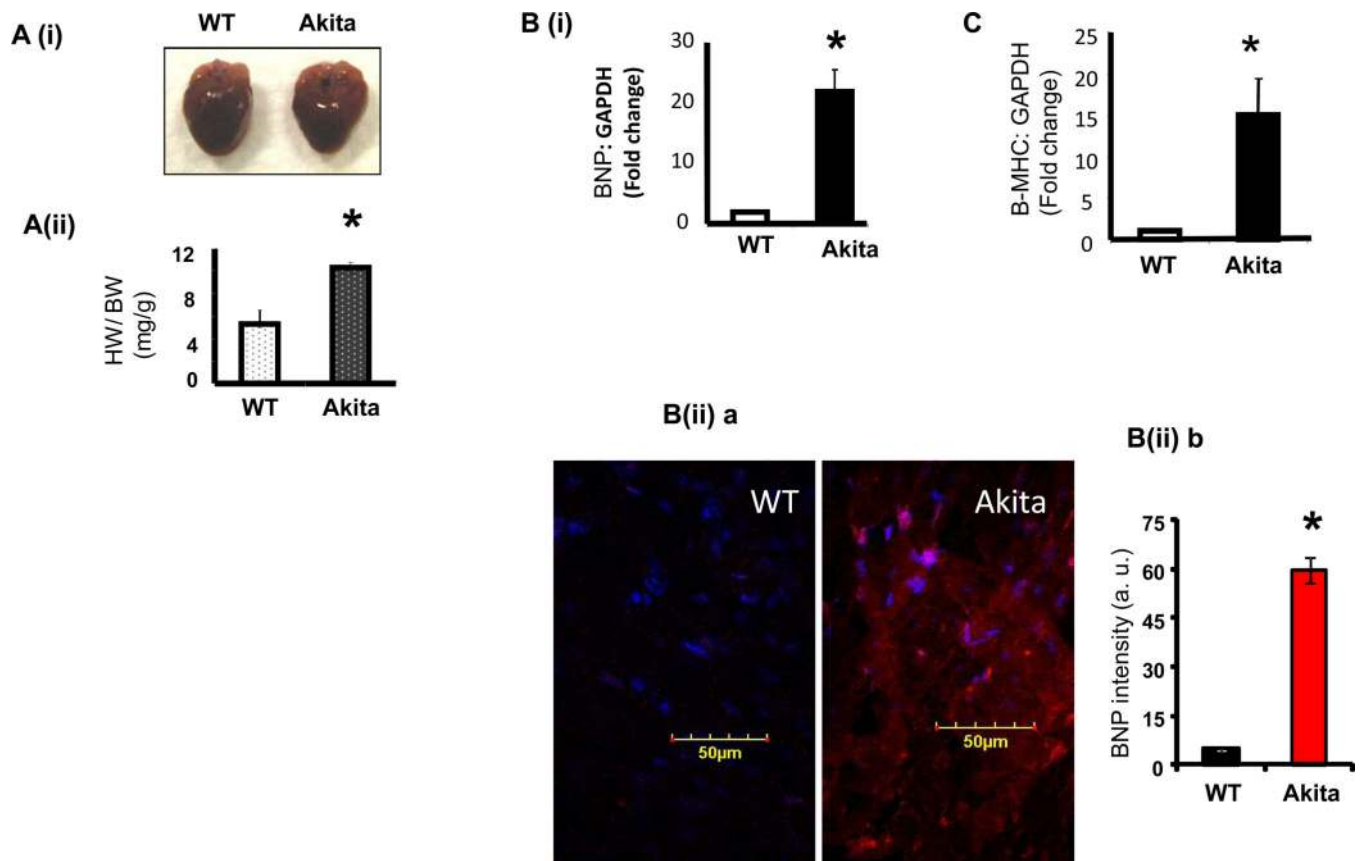 A (i)
WT Akita
A(ii)
HW/ BW
(mg/g)
12
8
4
0
*
WT Akita
B (i)
BNP: GAPDH
(Fold change)
30
20
10
0
*
WT Akita
C
B-MHC: GAPDH
(Fold change)
25
20
15
10
5
0
*
WT Akita
B(ii) a
WT
50µm
Akita
50µm
B(ii) b
BNP intensity (a. u.)
75
60
45
30
15
0
*
WT Akita